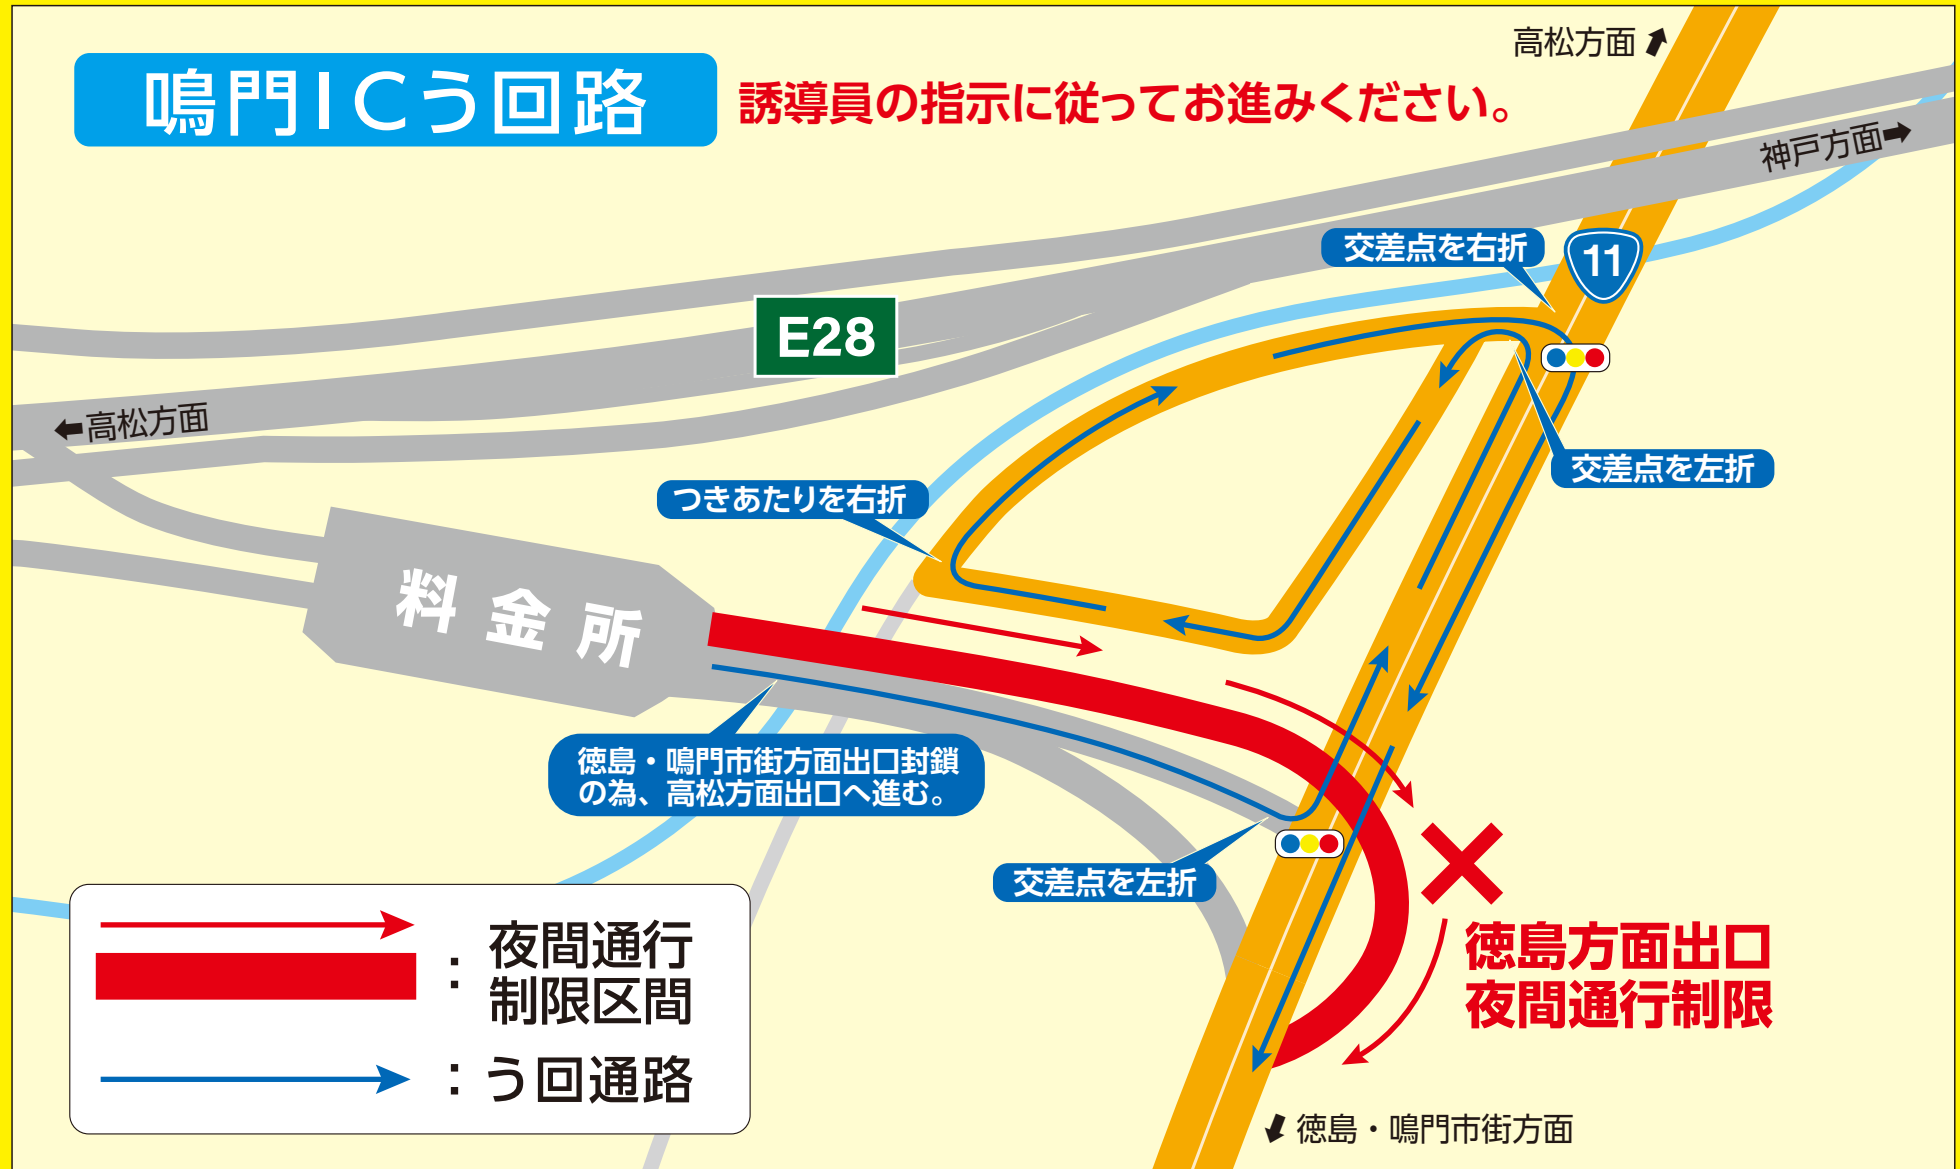 鳴門ICう回路
誘導員の指示に従ってお進みください。
高松方面
神戸方面
交差点を右折
11
E28
高松方面
交差点を左折
つきあたりを右折
料金所
徳島・鳴門市街方面出口封鎖
の為、高松方面出口へ進む。
交差点を左折
徳島方面出口
夜間通行制限
：夜間通行
制限区間
：う回通路
徳島・鳴門市街方面